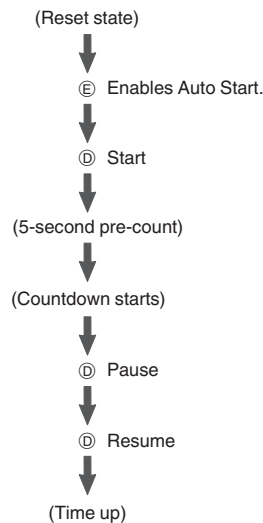 (Reset state)
Ⓔ Enables Auto Start.
Ⓓ Start
(5-second pre-count)
(Countdown starts)
Ⓓ Pause
Ⓓ Resume
(Time up)